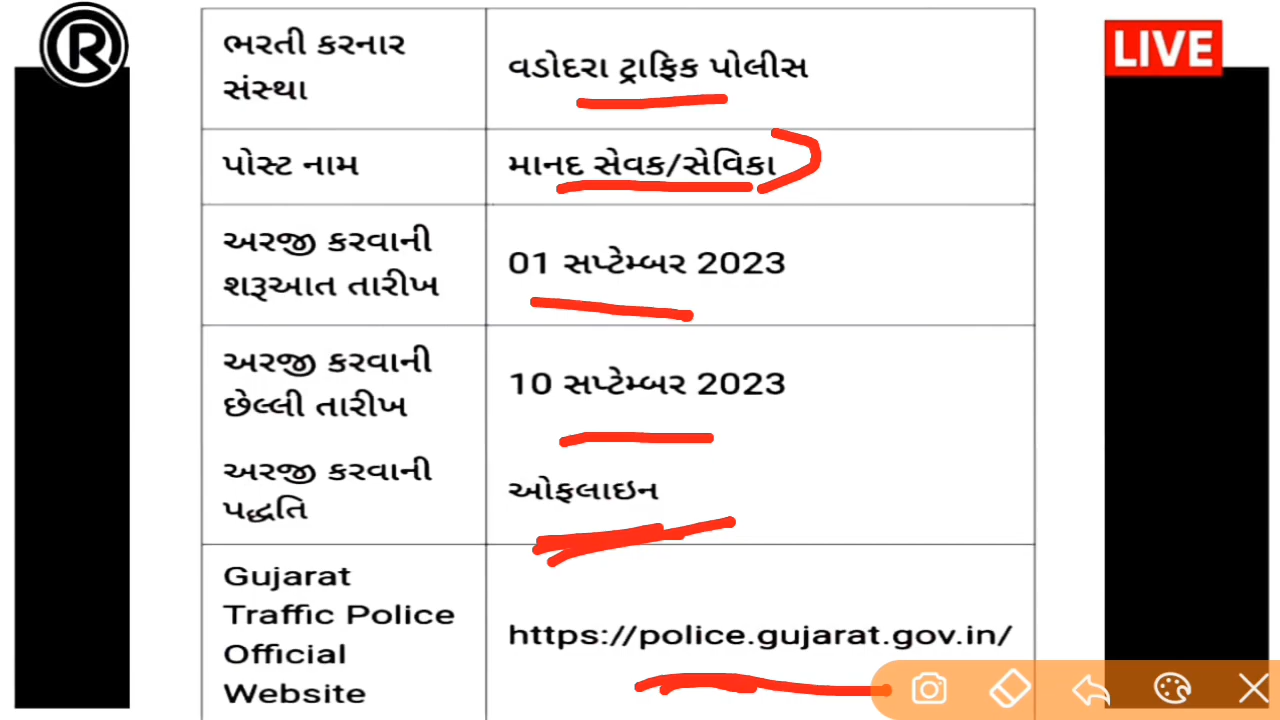 R
LIVE
ભરતી કરનાર
સંસ્થા
વડોદરા ટ્રાફિક પોલીસ
પોસ્ટ નામ
માનદ સેવક/સેવિકા
અરજી કરવાની
શરૂઆત તારીખ
01 સપ્ટેમ્બર 2023
અરજી કરવાની
છેલ્લી તારીખ
10 સપ્ટેમ્બર 2023
અરજી કરવાની
પદ્ધતિ
ઓફલાઇન
Gujarat
Traffic Police
Official
Website
https://police.gujarat.gov.in/